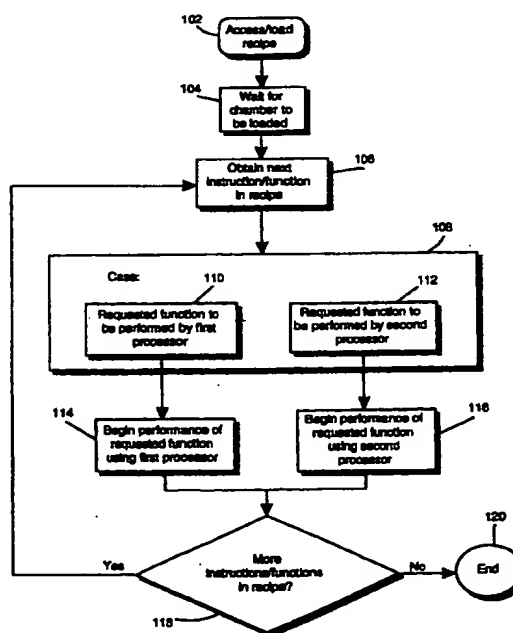 102
Access/load
recipe
104
Wait for
chamber to
be loaded
Obtain next
instruction/function
in recipe
106
108
Case:
110
112
Requested function to
be performed by first
processor
Requested function to
be performed by second
processor
114
Begin performance of
requested function
using first processor
Begin performance of
requested function
using second
processor
116
Yes
More
instructions/functions
in recipe?
No
120
End
118